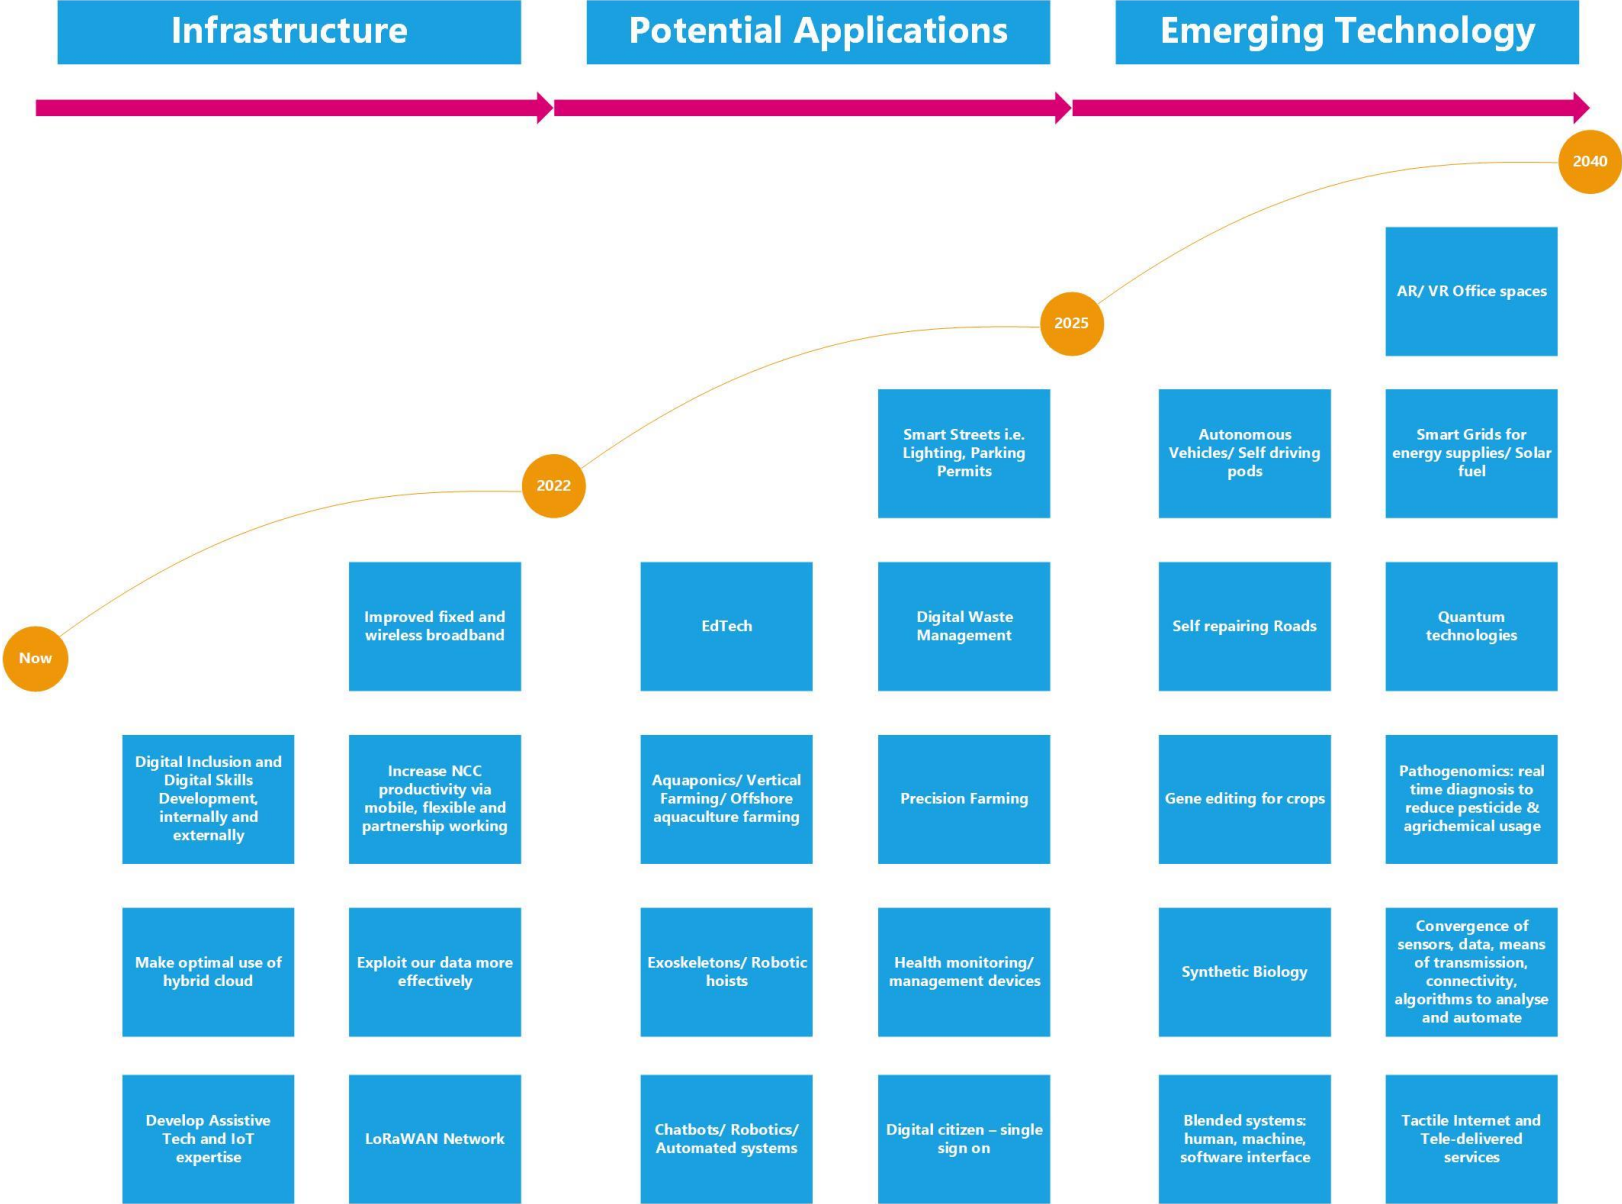 Infrastructure
Potential Applications
Emerging Technology
2040
AR/ VR Office spaces
2025
Smart Streets i.e.
Lighting, Parking
Permits
Autonomous
Vehicles/ Self driving
pods
Smart Grids for
energy supplies/ Solar
fuel
2022
Improved fixed and
wireless broadband
EdTech
Digital Waste
Management
Self repairing Roads
Quantum
technologies
Now
Digital Inclusion and
Digital Skills
Development,
internally and
externally
Increase NCC
productivity via
mobile, flexible and
partnership working
Aquaponics/ Vertical
Farming/ Offshore
aquaculture farming
Precision Farming
Gene editing for crops
Pathogenomics: real
time diagnosis to
reduce pesticide &
agrichemical usage
Make optimal use of
hybrid cloud
Exploit our data more
effectively
Exoskeletons/ Robotic
hoists
Health monitoring/
management devices
Synthetic Biology
Convergence of
sensors, data, means
of transmission,
connectivity,
algorithms to analyse
and automate
Develop Assistive
Tech and IoT
expertise
LoRaWAN Network
Chatbots/ Robotics/
Automated systems
Digital citizen – single
sign on
Blended systems:
human, machine,
software interface
Tactile Internet and
Tele-delivered
services